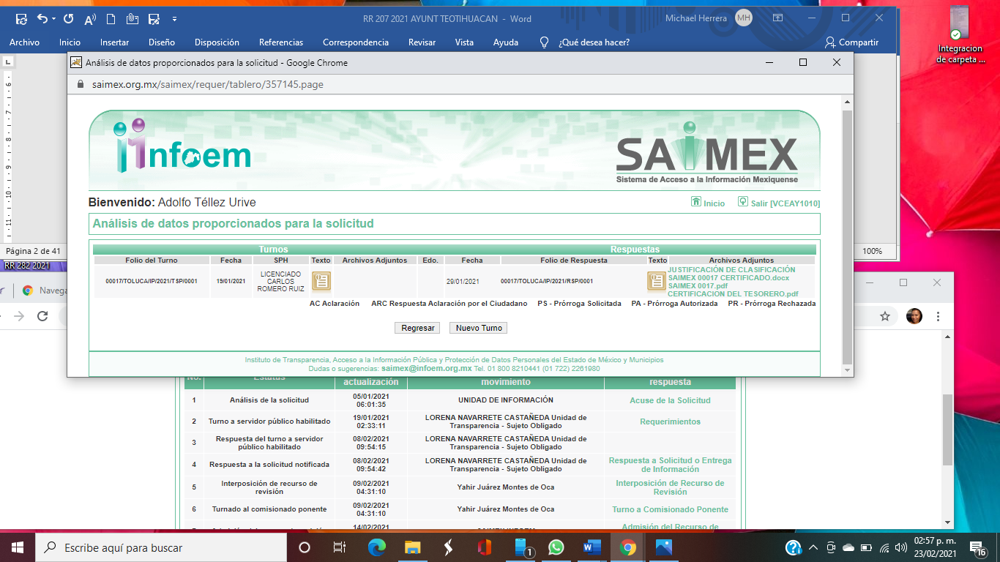 RR 207 2021 AYUNT TEOTIHUACAN - Word
Michael Herrera
MH
Archivo Inicio Insertar Diseño Disposición Referencias Correspondencia Revisar Vista Ayuda ¿Qué desea hacer? Compartir
Integracion
de carpeta ...
Análisis de datos proporcionados para la solicitud - Google Chrome
saimex.org.mx/saimex/requer/tablero/357145.page
infoem
SAIMEX
Sistema de Acceso a la Información Mexiquense
Bienvenido: Adolfo Téllez Urive
Inicio Salir [VCEAY1010]
Análisis de datos proporcionados para la solicitud
Turnos Respuestas
Folio del Turno Fecha SPH Texto Archivos Adjuntos Edo. Fecha Folio de Respuesta Texto Archivos Adjuntos
00017/TOLUCA/IP/2021/TSP/0001 19/01/2021 LICENCIADO CARLOS ROMERO RUIZ 29/01/2021 00017/TOLUCA/IP/2021/RSP/0001
JUSTIFICACIÓN DE CLASIFICACIÓN
SAIMEX 00017 CERTIFICADO.docx
SAIMEX 0017.pdf
CERTIFICACION DEL TESORERO.pdf
AC Aclaración ARC Respuesta Aclaración por el Ciudadano PS - Prórroga Solicitada PA - Prórroga Autorizada PR - Prórroga Rechazada
Regresar Nuevo Turno
Instituto de Transparencia, Acceso a la Información Pública y Protección de Datos Personales del Estado de México y Municipios
Dudas o sugerencias: saimex@infoem.org.mx Tel. 01 800 8210441 (01 722) 2261980
Página 2 de 41
100%
RR 282 2021
Navega
No. Estatus actualización movimiento respuesta
1 Análisis de la solicitud 05/01/2021 06:01:35 UNIDAD DE INFORMACIÓN Acuse de la Solicitud
2 Turno a servidor público habilitado 19/01/2021 02:33:11 LORENA NAVARRETE CASTAÑEDA Unidad de Transparencia - Sujeto Obligado Requerimientos
3 Respuesta del turno a servidor público habilitado 08/02/2021 09:54:15 LORENA NAVARRETE CASTAÑEDA Unidad de Transparencia - Sujeto Obligado
4 Respuesta a la solicitud notificada 08/02/2021 09:54:42 LORENA NAVARRETE CASTAÑEDA Unidad de Transparencia - Sujeto Obligado Respuesta a Solicitud o Entrega de Información
5 Interposición de recurso de revisión 09/02/2021 04:31:10 Yahir Juárez Montes de Oca Interposición de Recurso de Revisión
6 Turnado al comisionado ponente 09/02/2021 04:31:10 Yahir Juárez Montes de Oca Turno a Comisionado Ponente
14/02/2021 Admisión del Recurso de
Escribe aquí para buscar
1
02:57 p. m.
23/02/2021
16